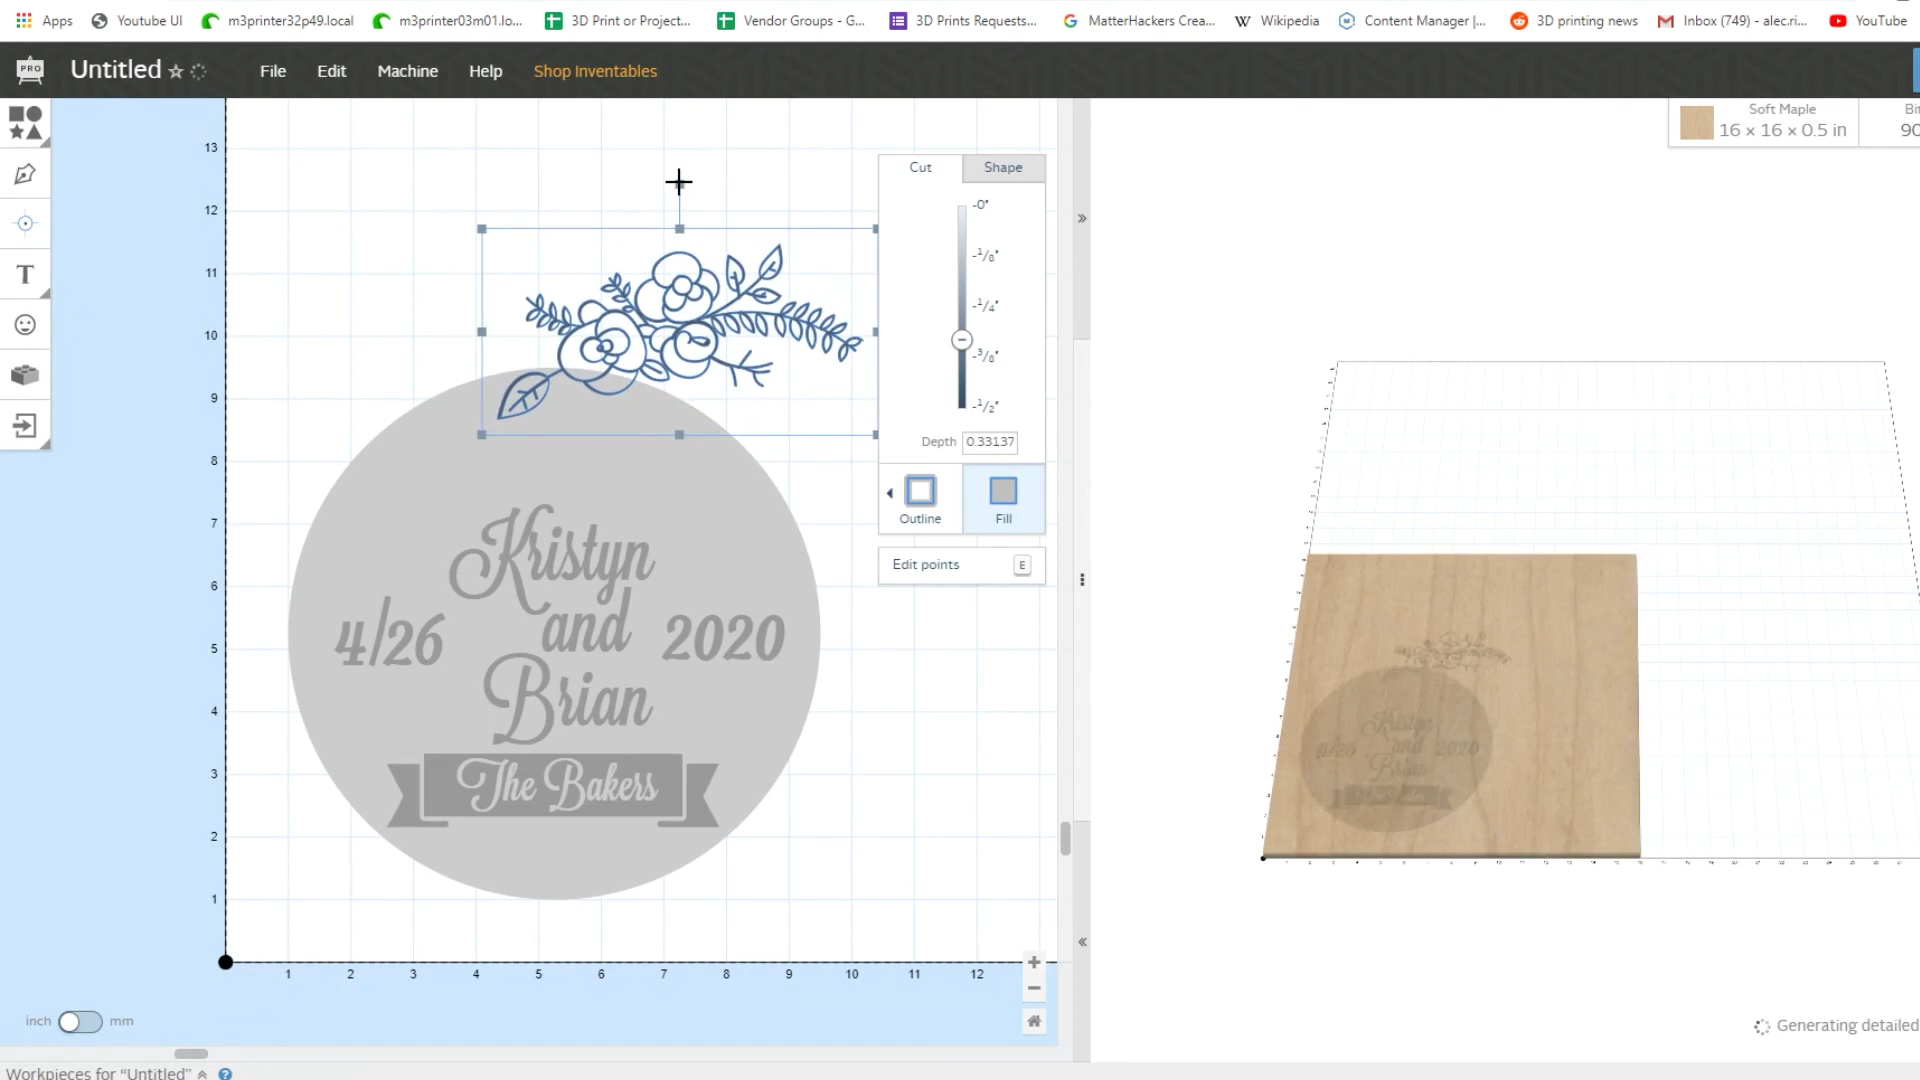 Apps Youtube UI m3printer32p49.local m3printer03m01.lo... 3D Print or Project... Vendor Groups - G... 3D Prints Requests... MatterHackers Crea... Wikipedia Content Manager |... 3D printing news Inbox (749) - alec.ri... YouTube
PRO Untitled File Edit Machine Help Shop Inventables
Soft Maple
16 × 16 × 0.5 in
Bit
90
Cut Shape
-0"
-1/8"
-1/4"
-3/8"
-1/2"
Depth 0.33137
Outline Fill
Edit points E
T
13
12
11
10
9
8
7
6
5
4
3
2
1
Kristyn
4/26 and 2020
Brian
The Bakers
1 2 3 4 5 6 7 8 9 10 11 12
inch mm
Generating detailed
Workpieces for “Untitled” ?